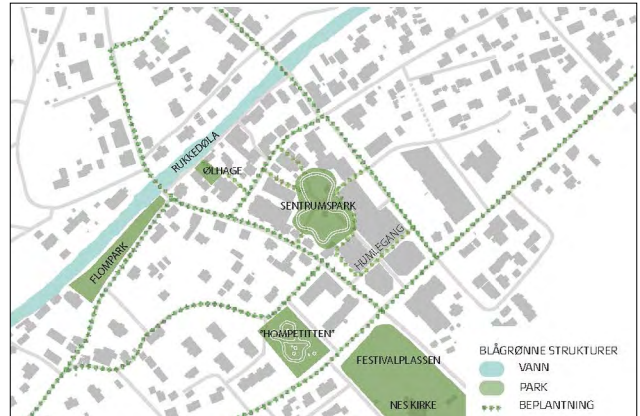 RUKKEDØLA
ØLHAGE
SENTRUMSPARK
FLOMPARK
HUMLEGANG
"HOMPETITTEN"
FESTIVALPLASSEN
NES KIRKE
BLÅGRØNNE STRUKTURER
VANN
PARK
BEPLANTNING